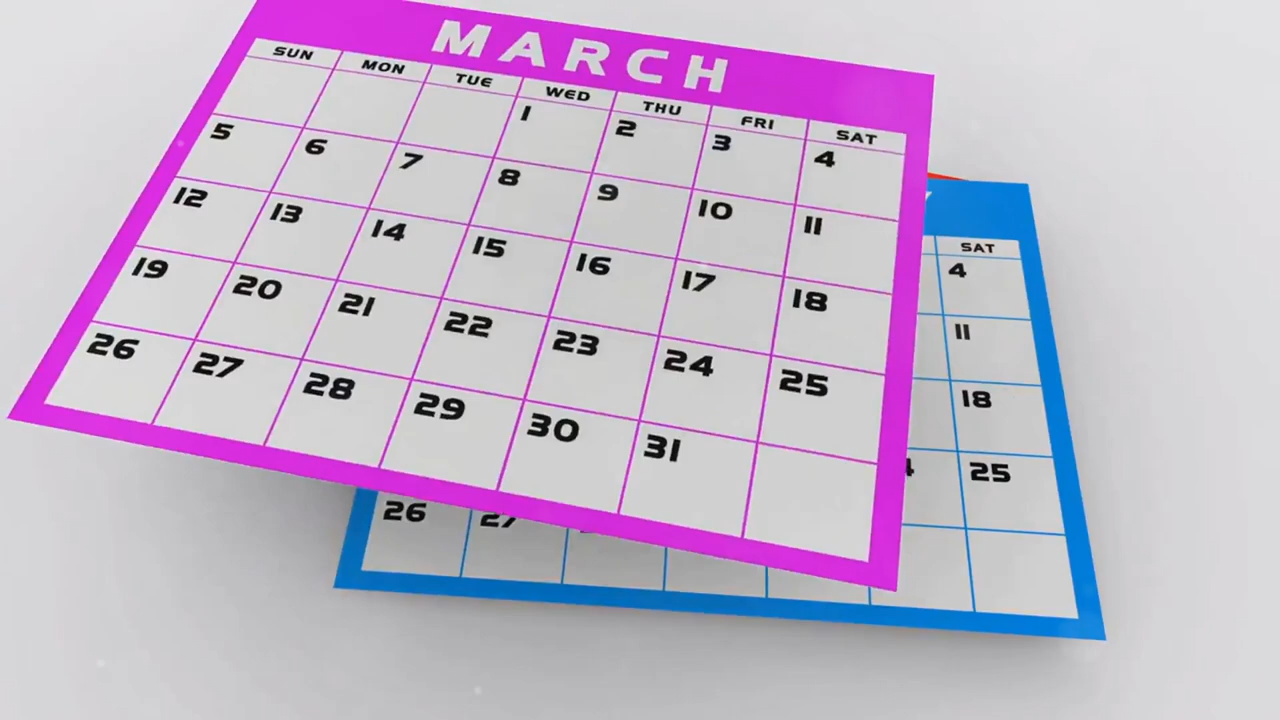 MARCH
SUN MON TUE WED THU FRI SAT
1 2 3 4
5 6 7 8 9 10 11
12 13 14 15 16 17 18
19 20 21 22 23 24 25
26 27 28 29 30 31
SAT
4
11
18
25
26 27